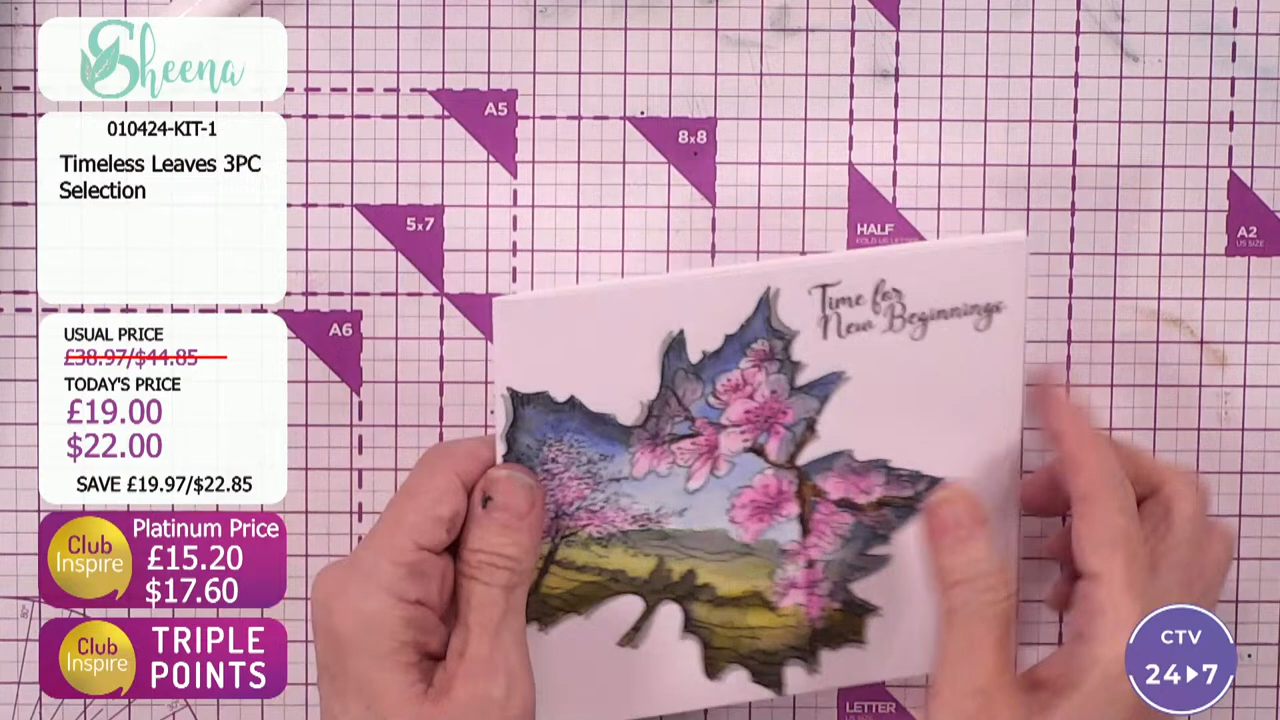 Sheena
010424-KIT-1
Timeless Leaves 3PC
Selection
USUAL PRICE
£38.97/$44.85
TODAY'S PRICE
£19.00
$22.00
SAVE £19.97/$22.85
Club
Inspire
Platinum Price
£15.20
$17.60
Club
Inspire
TRIPLE
POINTS
A5
8x8
5x7
HALF
A2
US SIZE
A6
Time for
New Beginnings
LETTER
CTV
24▶7